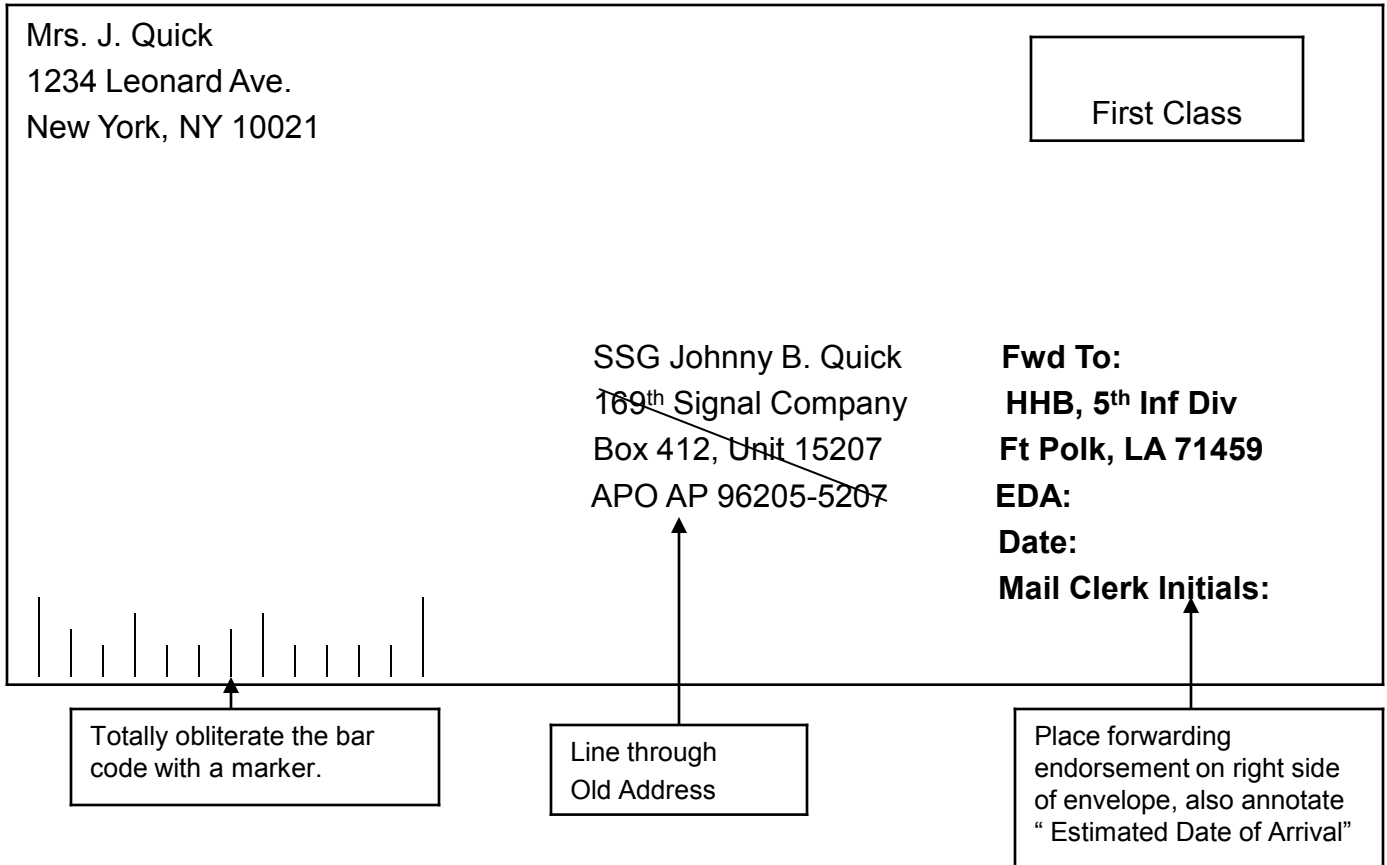 Mrs. J. Quick
1234 Leonard Ave.
New York, NY 10021
First Class
SSG Johnny B. Quick
169th Signal Company
Box 412, Unit 15207
APO AP 96205-5207
Fwd To:
HHB, 5th Inf Div
Ft Polk, LA 71459
EDA:
Date:
Mail Clerk Initials:
Totally obliterate the bar
code with a marker.
Line through
Old Address
Place forwarding
endorsement on right side
of envelope, also annotate
“ Estimated Date of Arrival”